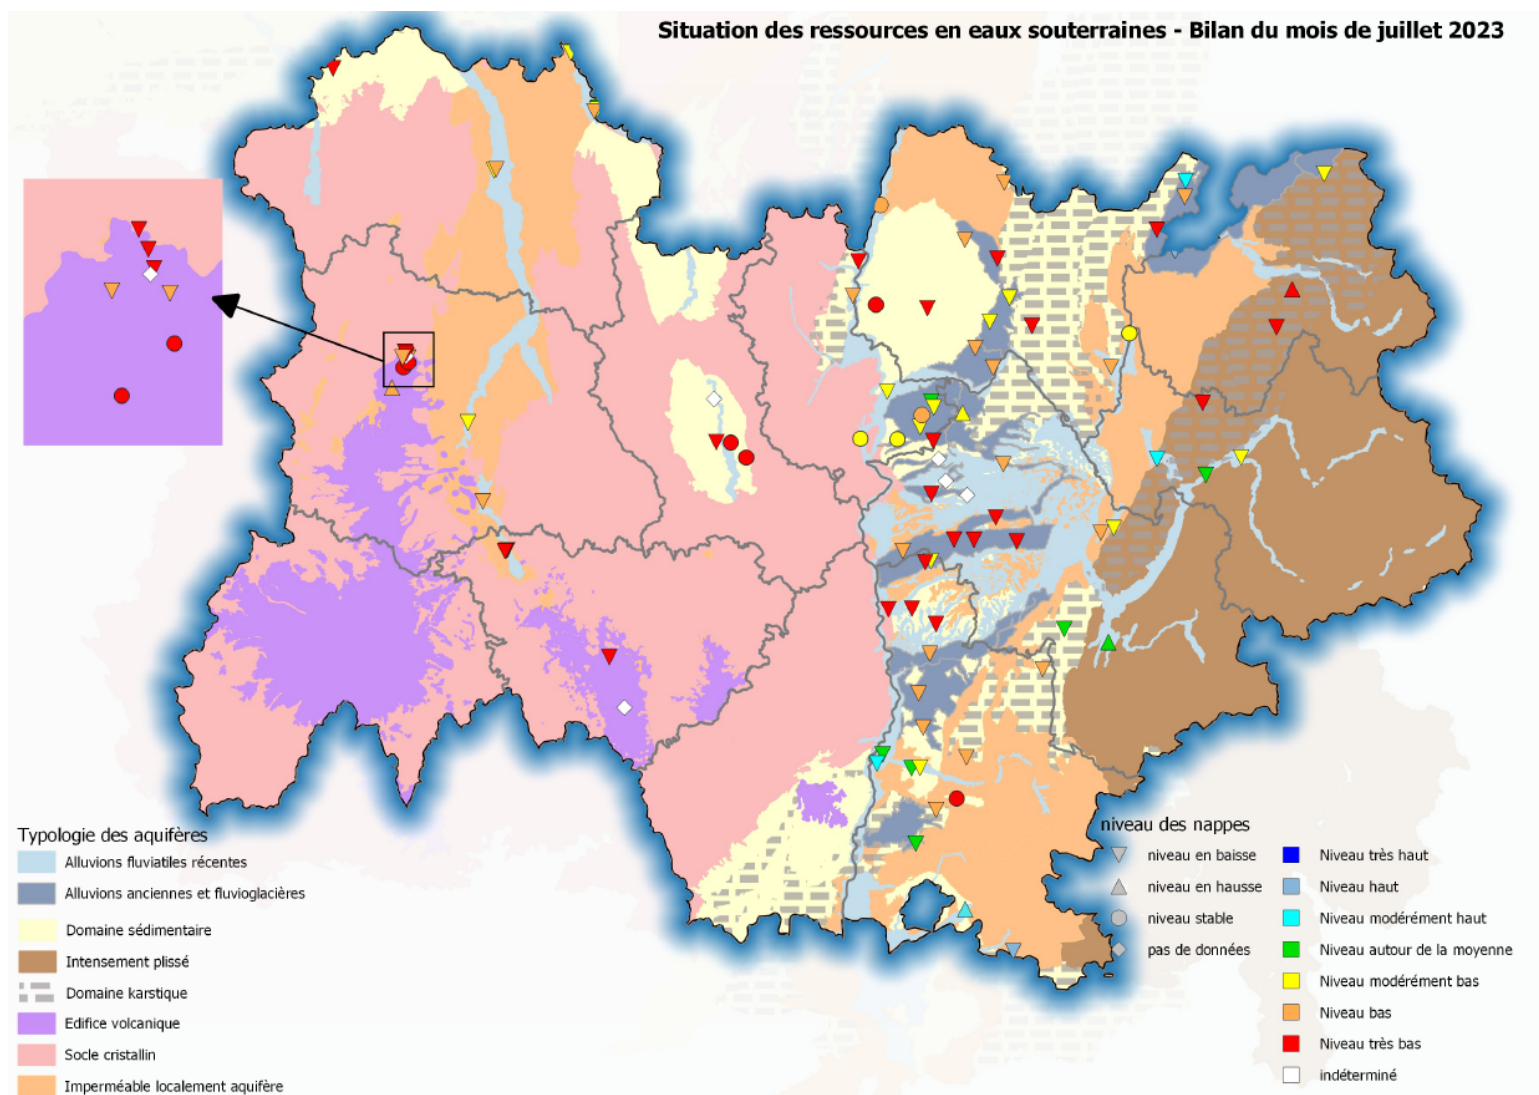 Situation des ressources en eaux souterraines - Bilan du mois de juillet 2023
Typologie des aquifères
Alluvions fluviatiles récentes
Alluvions anciennes et fluvioglacières
Domaine sédimentaire
Intensement plissé
Domaine karstique
Edifice volcanique
Socle cristallin
Imperméable localement aquifère
niveau des nappes
niveau en baisse
niveau en hausse
niveau stable
pas de données
Niveau très haut
Niveau haut
Niveau modérément haut
Niveau autour de la moyenne
Niveau modérément bas
Niveau bas
Niveau très bas
indéterminé